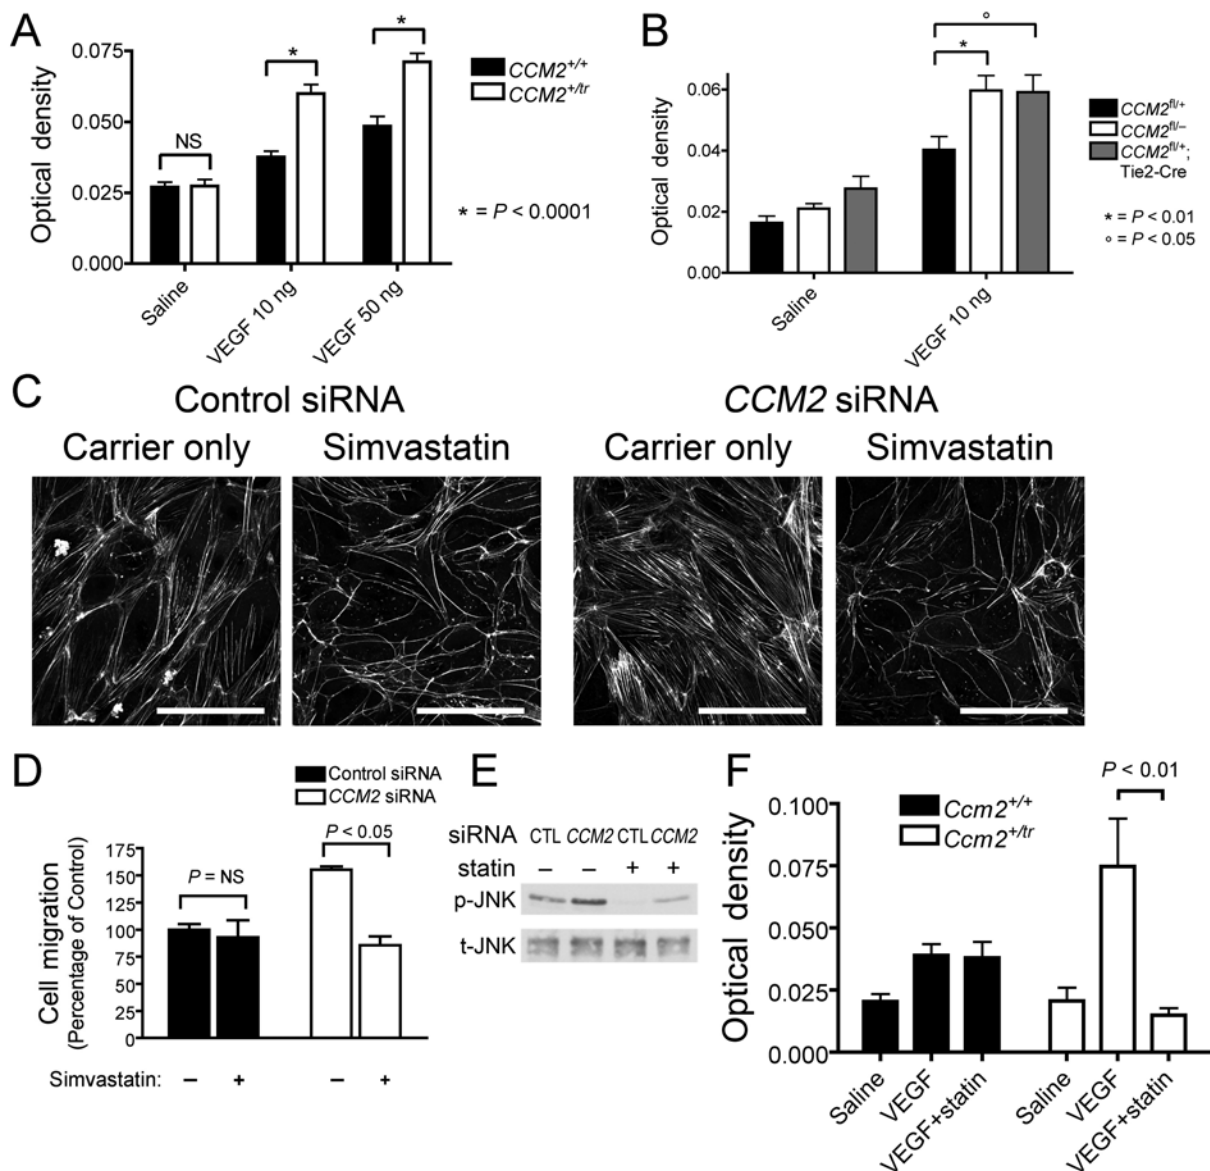 A
Optical density
0.075
0.050
0.025
0.000
NS
*
*
CCM2+/+
CCM2+/tr
* = P < 0.0001
Saline
VEGF 10 ng
VEGF 50 ng
B
Optical density
0.06
0.04
0.02
0.00
*
°
CCM2fl/+
CCM2fl/–
CCM2fl/+;
Tie2-Cre
* = P < 0.01
° = P < 0.05
Saline
VEGF 10 ng
C
Control siRNA
CCM2 siRNA
Carrier only
Simvastatin
Carrier only
Simvastatin
D
Control siRNA
CCM2 siRNA
Cell migration
(Percentage of Control)
175
150
125
100
75
50
25
0
P = NS
P < 0.05
Simvastatin: – + – +
E
siRNA CTL CCM2 CTL CCM2
statin – – + +
p-JNK
t-JNK
F
P < 0.01
Ccm2+/+
Ccm2+/tr
Optical density
0.100
0.075
0.050
0.025
0.000
Saline
VEGF
VEGF+statin
Saline
VEGF
VEGF+statin